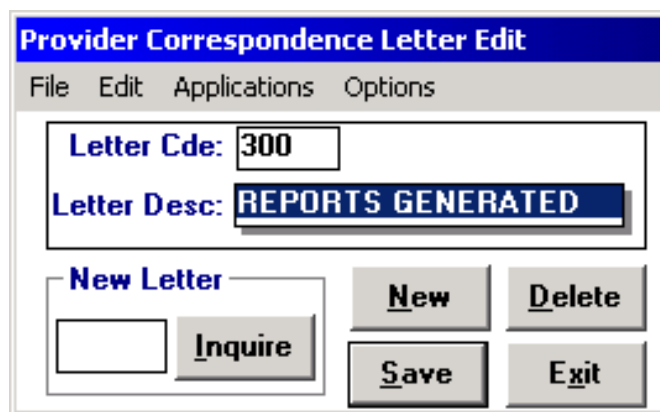 Provider Correspondence Letter Edit
File Edit Applications Options
Letter Cde: 300
Letter Desc: REPORTS GENERATED
New Letter
New Delete
Inquire
Save Exit